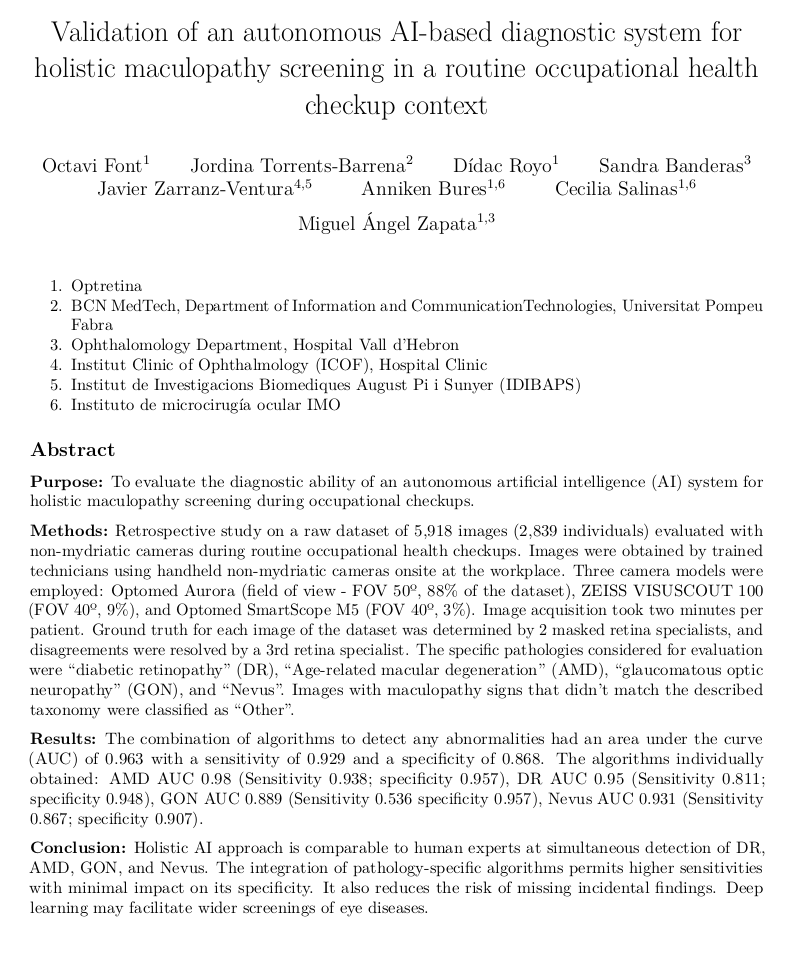 Validation of an autonomous AI-based diagnostic system for
holistic maculopathy screening in a routine occupational health
checkup context
Octavi Font1 Jordina Torrents-Barrena2 Dídac Royo1 Sandra Banderas3
Javier Zarranz-Ventura4,5 Anniken Bures1,6 Cecilia Salinas1,6
Miguel Ángel Zapata1,3
1. Optretina
2. BCN MedTech, Department of Information and CommunicationTechnologies, Universitat Pompeu
Fabra
3. Ophthalomology Department, Hospital Vall d'Hebron
4. Institut Clinic of Ophthalmology (ICOF), Hospital Clinic
5. Institut de Investigacions Biomediques August Pi i Sunyer (IDIBAPS)
6. Instituto de microcirugía ocular IMO
Abstract
Purpose: To evaluate the diagnostic ability of an autonomous artificial intelligence (AI) system for
holistic maculopathy screening during occupational checkups.
Methods: Retrospective study on a raw dataset of 5,918 images (2,839 individuals) evaluated with
non-mydriatic cameras during routine occupational health checkups. Images were obtained by trained
technicians using handheld non-mydriatic cameras onsite at the workplace. Three camera models were
employed: Optomed Aurora (field of view - FOV 50º, 88% of the dataset), ZEISS VISUSCOUT 100
(FOV 40º, 9%), and Optomed SmartScope M5 (FOV 40º, 3%). Image acquisition took two minutes per
patient. Ground truth for each image of the dataset was determined by 2 masked retina specialists, and
disagreements were resolved by a 3rd retina specialist. The specific pathologies considered for evaluation
were “diabetic retinopathy” (DR), “Age-related macular degeneration” (AMD), “glaucomatous optic
neuropathy” (GON), and “Nevus”. Images with maculopathy signs that didn't match the described
taxonomy were classified as “Other”.
Results: The combination of algorithms to detect any abnormalities had an area under the curve
(AUC) of 0.963 with a sensitivity of 0.929 and a specificity of 0.868. The algorithms individually
obtained: AMD AUC 0.98 (Sensitivity 0.938; specificity 0.957), DR AUC 0.95 (Sensitivity 0.811;
specificity 0.948), GON AUC 0.889 (Sensitivity 0.536 specificity 0.957), Nevus AUC 0.931 (Sensitivity
0.867; specificity 0.907).
Conclusion: Holistic AI approach is comparable to human experts at simultaneous detection of DR,
AMD, GON, and Nevus. The integration of pathology-specific algorithms permits higher sensitivities
with minimal impact on its specificity. It also reduces the risk of missing incidental findings. Deep
learning may facilitate wider screenings of eye diseases.